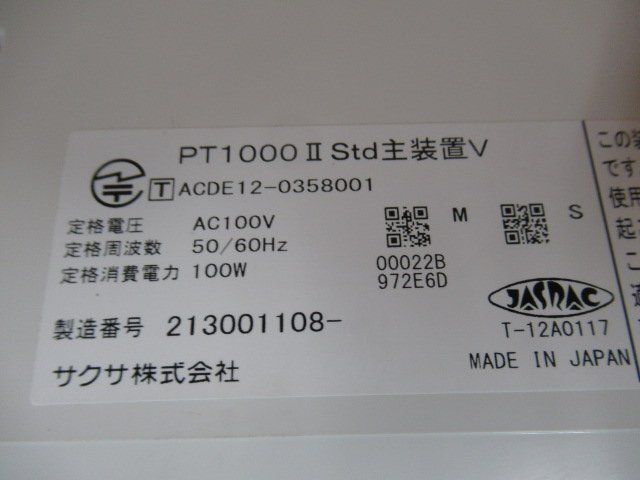 PT1000Ⅱ Std主装置V
T ACDE12-0358001
定格電圧 AC100V
定格周波数 50/60Hz
定格消費電力 100W
M
S
00022B
972E6D
JASRAC
T-12A0117
製造番号 213001108-
サクサ株式会社
MADE IN JAPAN
この
です
使用
起
こ